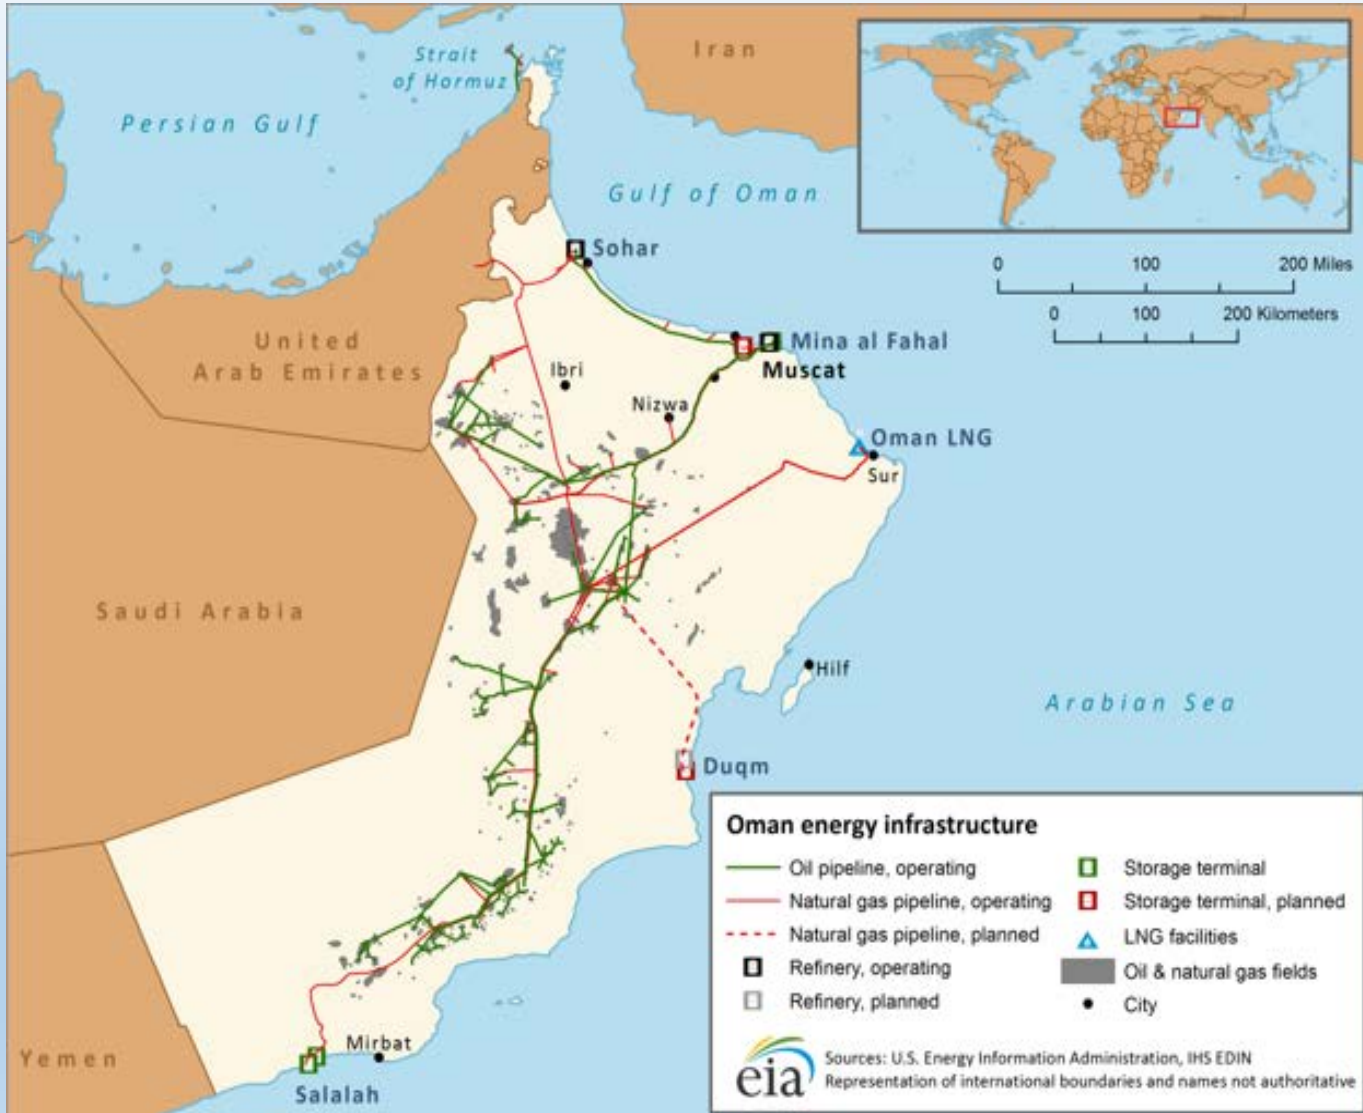 Strait
of Hormuz
Iran
Persian Gulf
Gulf of Oman
Sohar
0 100 200 Miles
0 100 200 Kilometers
United
Arab Emirates
Mina al Fahal
Muscat
Ibri
Nizwa
Oman LNG
Sur
Saudi Arabia
Hilf
Arabian Sea
Duqm
Oman energy infrastructure
Oil pipeline, operating
Natural gas pipeline, operating
Natural gas pipeline, planned
Refinery, operating
Refinery, planned
Storage terminal
Storage terminal, planned
LNG facilities
Oil & natural gas fields
City
eia
Sources: U.S. Energy Information Administration, IHS EDIN
Representation of international boundaries and names not authoritative
Yemen
Mirbat
Salalah